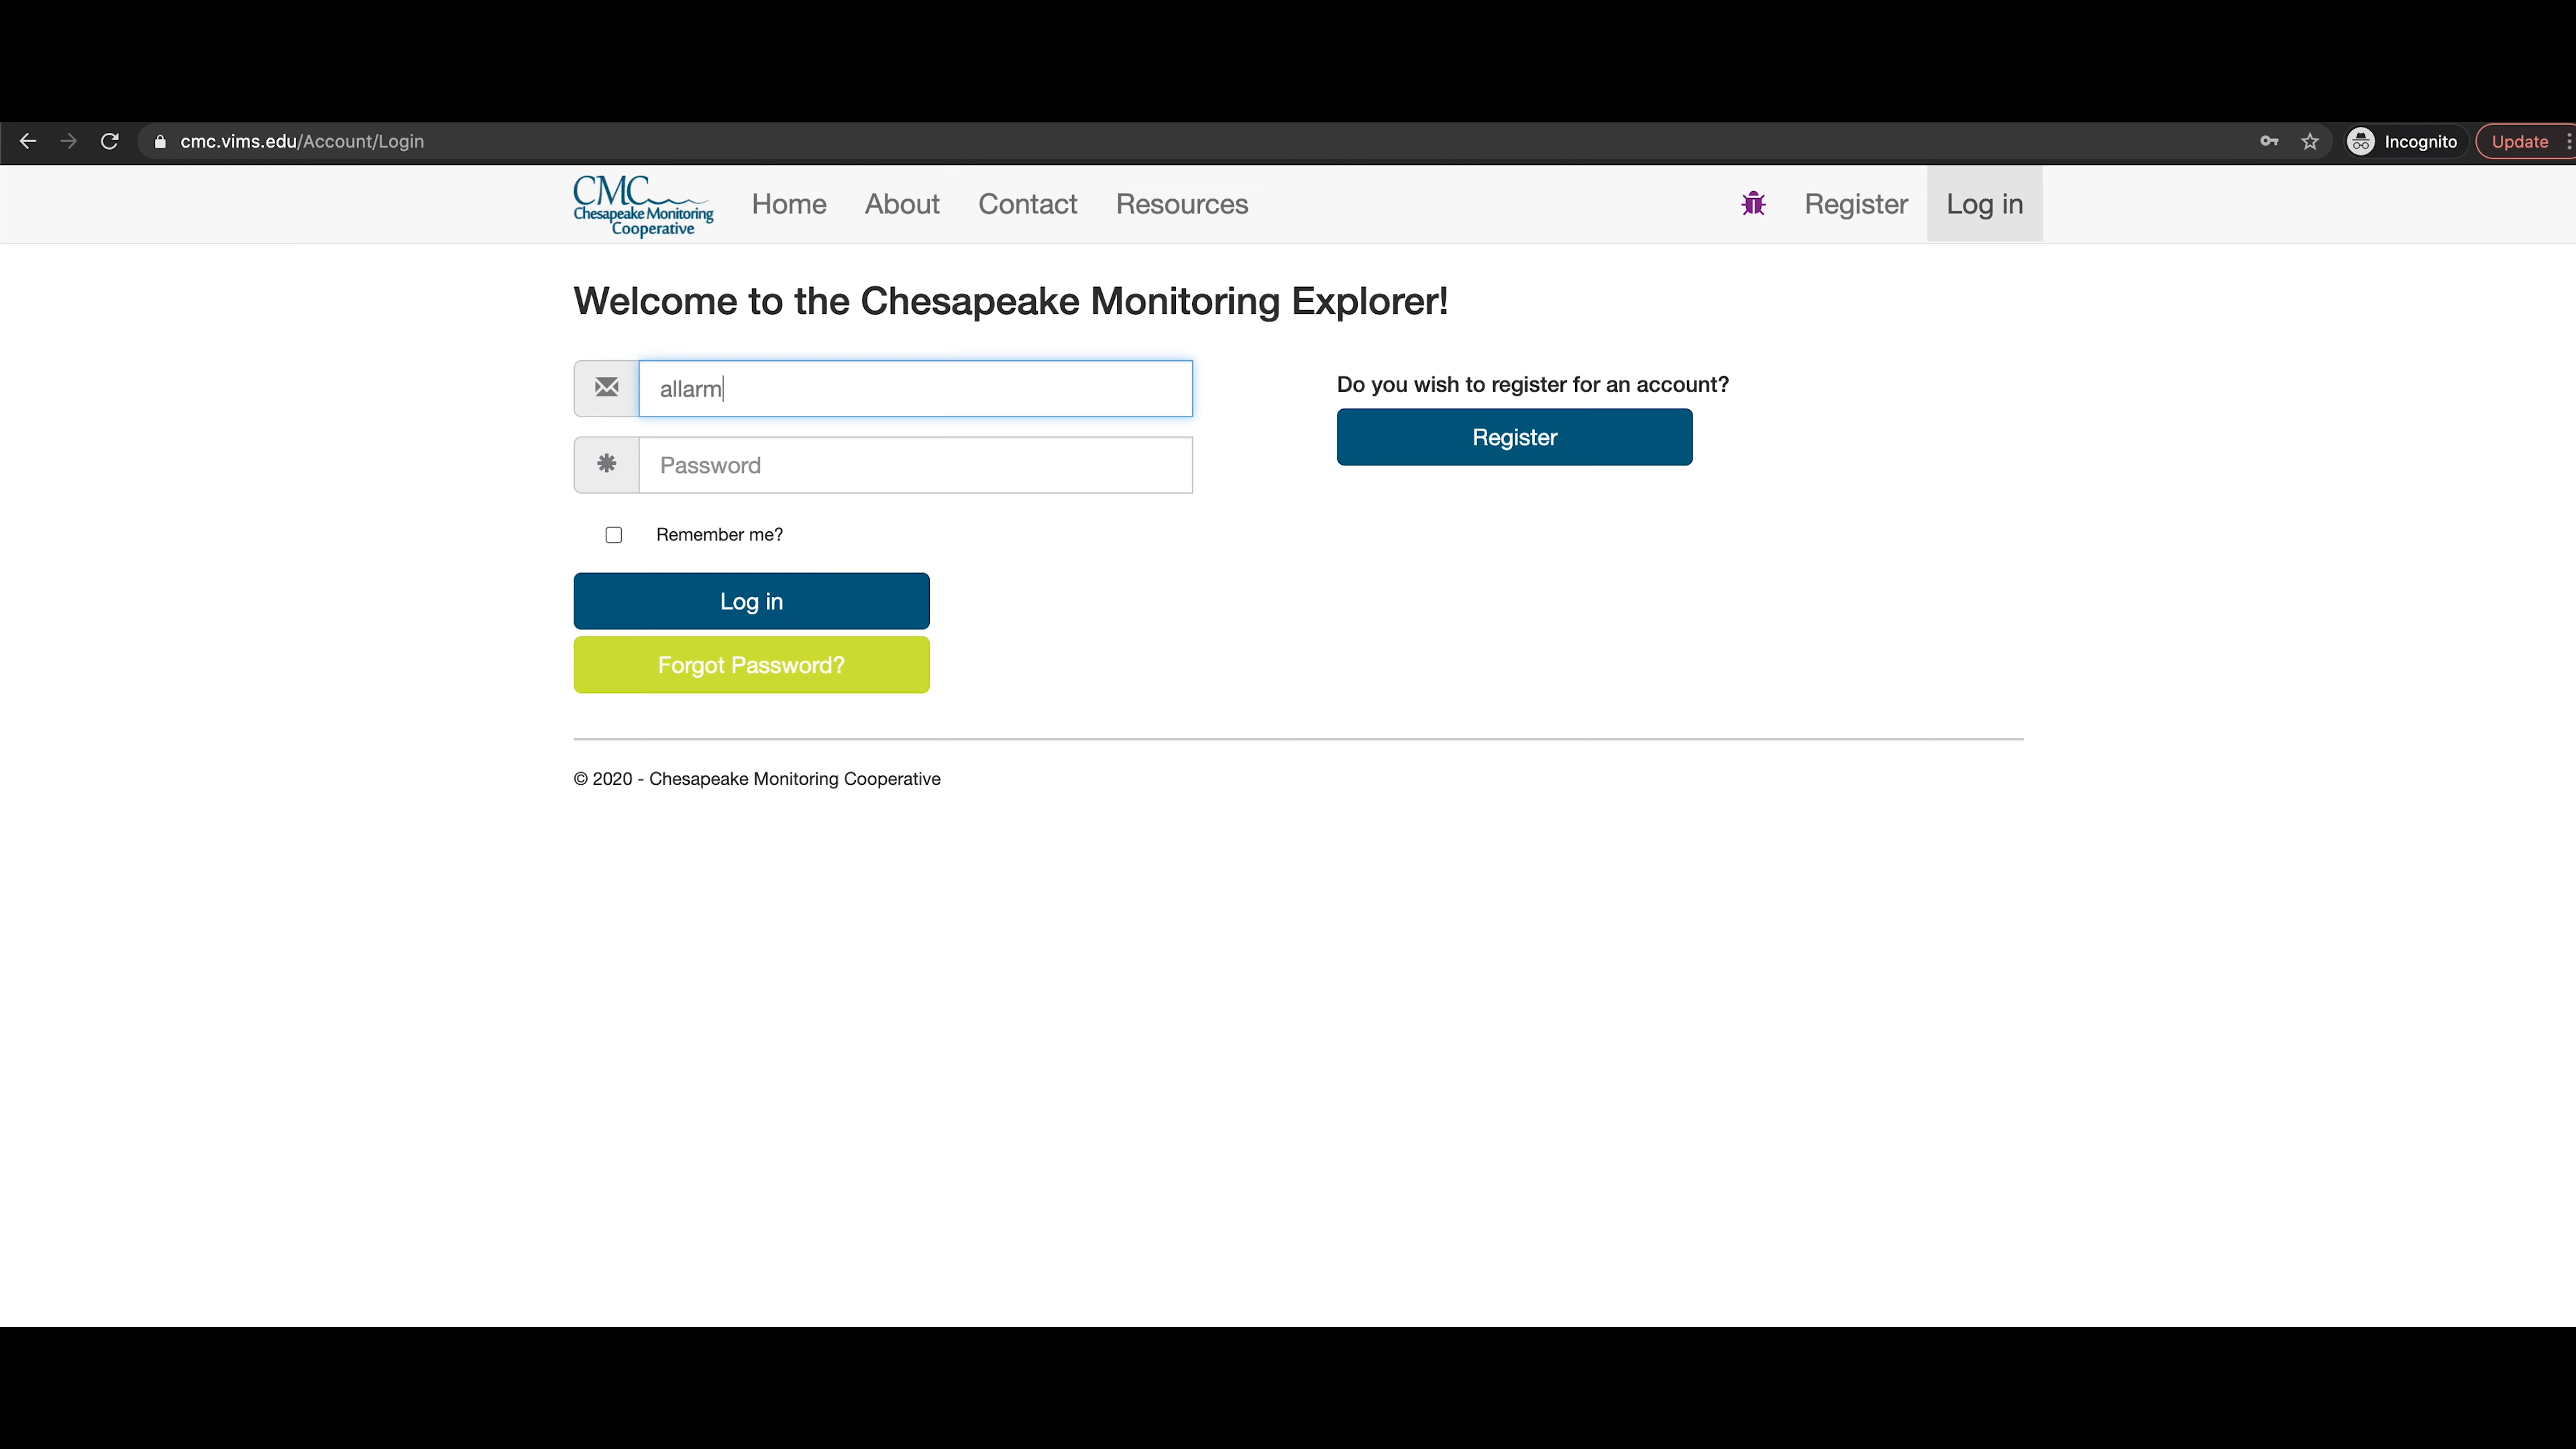 cmc.vims.edu/Account/Login
Incognito
Update
CMC
Chesapeake Monitoring
Cooperative
Home
About
Contact
Resources
Register
Log in
Welcome to the Chesapeake Monitoring Explorer!
allarm
Do you wish to register for an account?
Register
Password
Remember me?
Log in
Forgot Password?
© 2020 - Chesapeake Monitoring Cooperative